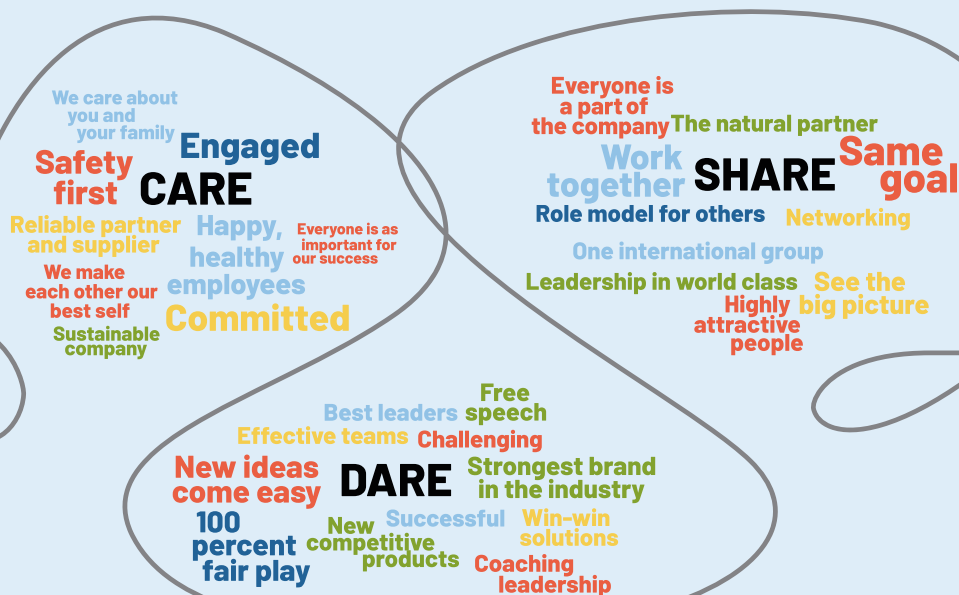 We care about
you and
your family
Engaged
Safety
first
CARE
Reliable partner
and supplier
Happy,
healthy
employees
Everyone is as
important for
our success
We make
each other our
best self
Committed
Sustainable
company
Everyone is
a part of
the company
The natural partner
Work
together
SHARE
Same
goal
Role model for others
Networking
One international group
Leadership in world class
See the
big picture
Highly
attractive
people
Free
speech
Best leaders
Effective teams
Challenging
New ideas
come easy
DARE
Strongest brand
in the industry
100
percent
fair play
New
competitive
products
Successful
Win-win
solutions
Coaching
leadership